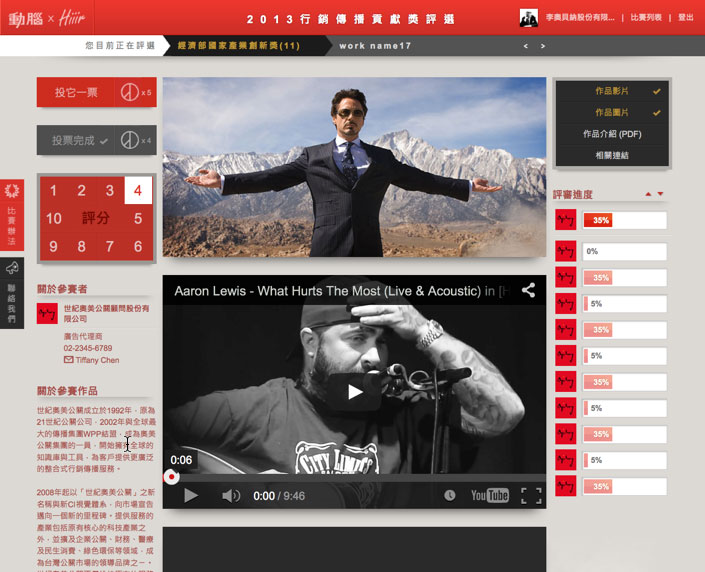 動腦 × Hiiir
2013行銷傳播貢獻獎評選
李奧貝納股份有限... | 比賽列表 | 登出
您目前正在評選
經濟部國家產業創新獎(11)
work name17
< >
投它一票 x 5
投票完成 x 4
1 2 3 4
10 評分 5
9 8 7 6
比賽辦法
聯絡我們
關於參賽者
世紀奧美公關顧問股份有
限公司
廣告代理商
02-2345-6789
Tiffany Chen
關於參賽作品
世紀奧美公關成立於1992年，原為
21世紀公關公司，2002年與全球最
大的傳播集團WPP結盟，成為奧美
公關集團的一員，開始擁有全球的
知識庫與工具，為客戶提供更廣泛
的整合式行銷傳播服務。
2008年起以「世紀奧美公關」之新
名稱與新CI視覺體系，向市場宣告
邁向一個新的里程碑。提供服務的
產業包括原有核心的科技產業之
外，並擴及企業公關、財務、醫療
及民生消費、綠色環保等領域，成
為台灣公關市場的領導品牌之一。
Aaron Lewis - What Hurts The Most (Live & Acoustic) in [H
CITY LIMITS
0:06
0:00 / 9:46
YouTube
作品影片
作品圖片
作品介紹 (PDF)
相關連結
評審進度
35%
0%
35%
5%
35%
5%
35%
5%
35%
5%
35%